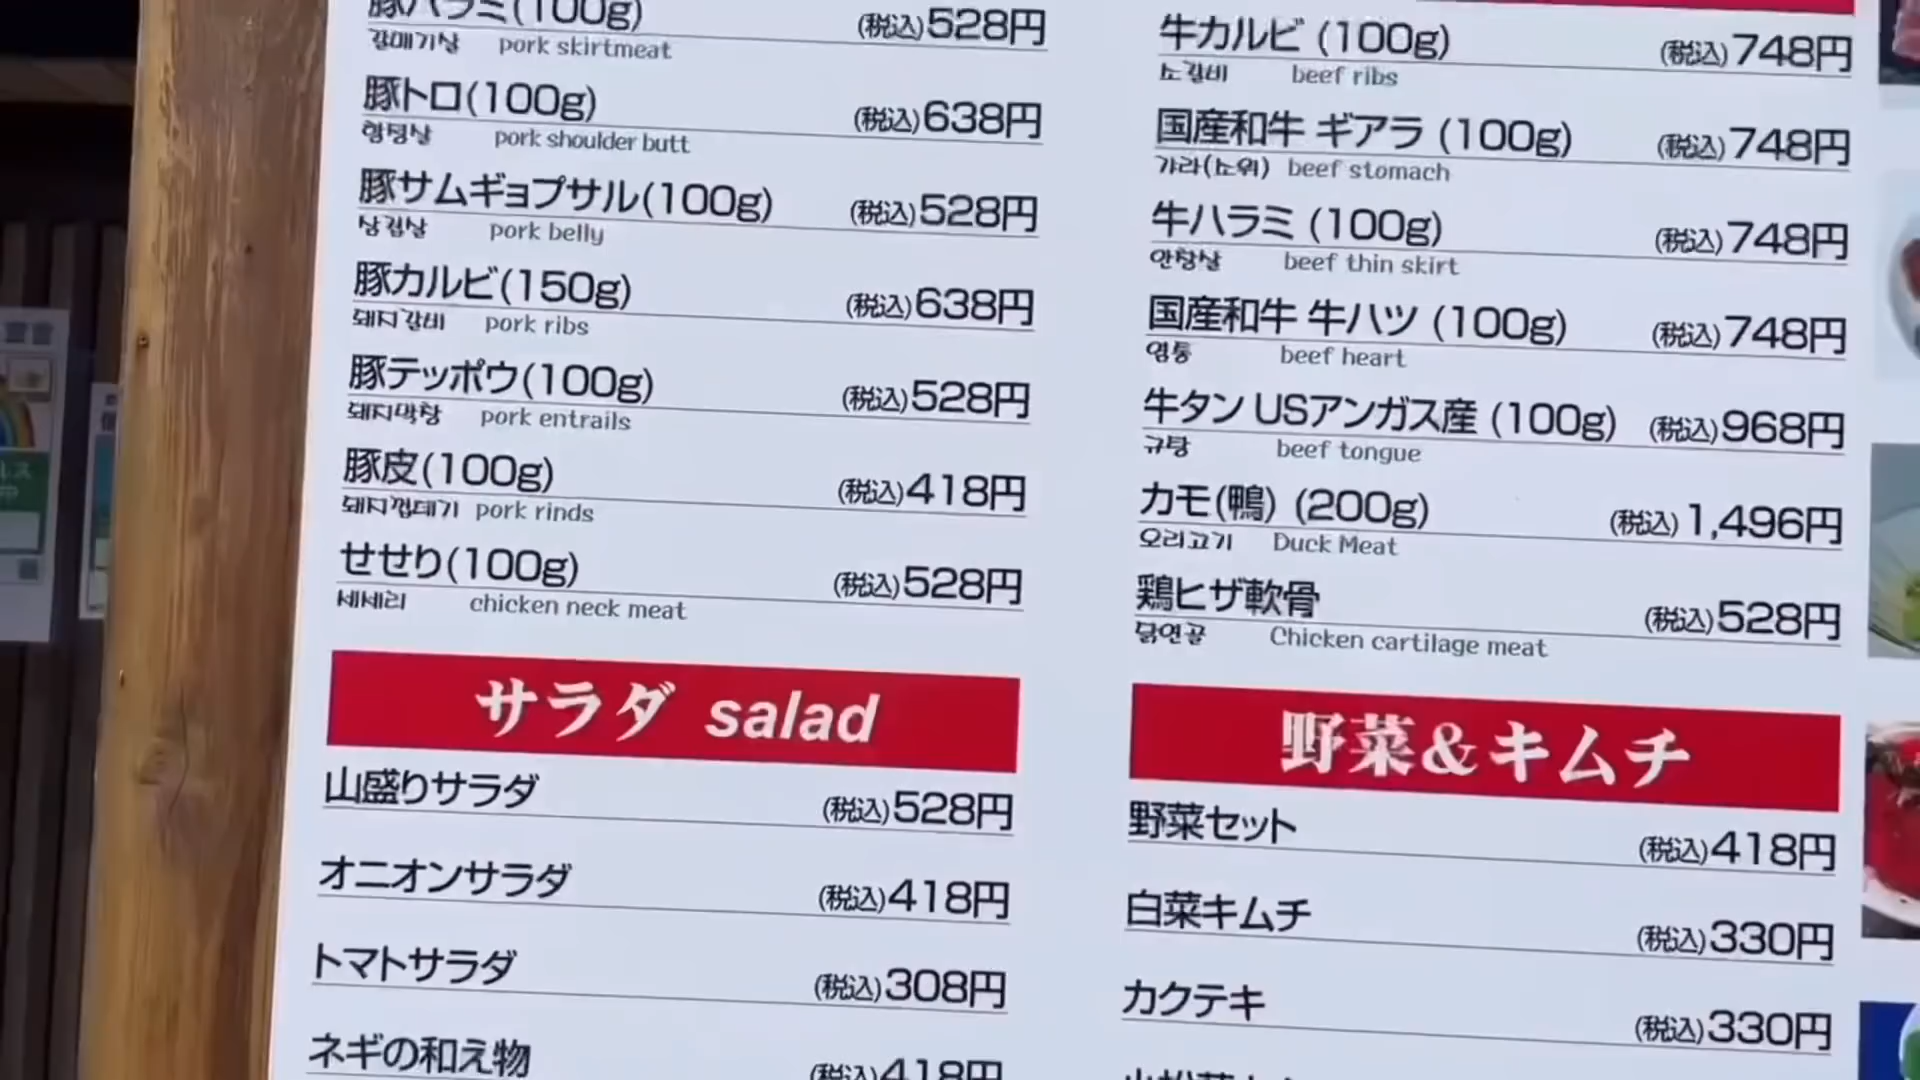 豚ハラミ(100g) (税込)528円
갈매기살 pork skirtmeat
豚トロ(100g) (税込)638円
항정살 pork shoulder butt
豚サムギョプサル(100g) (税込)528円
삼겹살 pork belly
豚カルビ(150g) (税込)638円
돼지갈비 pork ribs
豚テッポウ(100g) (税込)528円
돼지막창 pork entrails
豚皮(100g) (税込)418円
돼지껍데기 pork rinds
せせり(100g) (税込)528円
세세리 chicken neck meat
サラダ salad
山盛りサラダ (税込)528円
オニオンサラダ (税込)418円
トマトサラダ (税込)308円
ネギの和え物 (税込)418円
牛カルビ (100g) (税込)748円
소갈비 beef ribs
国産和牛 ギアラ (100g) (税込)748円
갸라(소위) beef stomach
牛ハラミ (100g) (税込)748円
안창살 beef thin skirt
国産和牛 牛ハツ (100g) (税込)748円
염통 beef heart
牛タン USアンガス産 (100g) (税込)968円
규탕 beef tongue
カモ(鴨) (200g) (税込)1,496円
오리고기 Duck Meat
鶏ヒザ軟骨 (税込)528円
닭연골 Chicken cartilage meat
野菜&キムチ
野菜セット (税込)418円
白菜キムチ (税込)330円
カクテキ (税込)330円